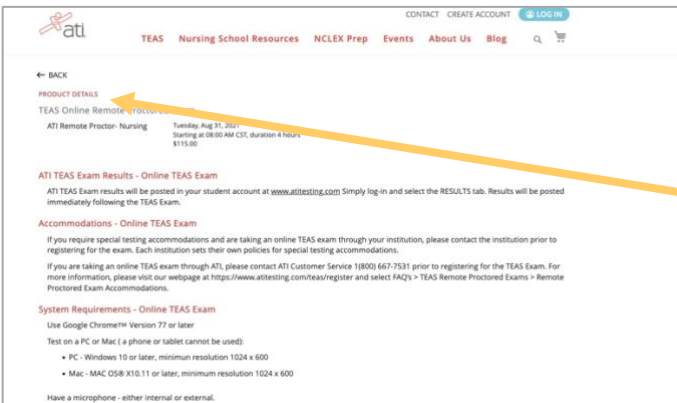 CONTACT CREATE ACCOUNT LOG IN
ati
TEAS Nursing School Resources NCLEX Prep Events About Us Blog
← BACK
PRODUCT DETAILS
TEAS Online Remote
ATI Remote Proctor- Nursing Tuesday, Aug 31, 2021
Starting at 08:00 AM CST, duration 4 hours
$115.00
ATI TEAS Exam Results - Online TEAS Exam
ATI TEAS Exam results will be posted in your student account at www.atitesting.com Simply log-in and select the RESULTS tab. Results will be posted
immediately following the TEAS Exam.
Accommodations - Online TEAS Exam
If you require special testing accommodations and are taking an online TEAS exam through your institution, please contact the institution prior to
registering for the exam. Each institution sets their own policies for special testing accommodations.
If you are taking an online TEAS exam through ATI, please contact ATI Customer Service 1(800) 667-7531 prior to registering for the TEAS Exam. For
more information, please visit our webpage at https://www.atitesting.com/teas/register and select FAQ's > TEAS Remote Proctored Exams > Remote
Proctored Exam Accommodations.
System Requirements - Online TEAS Exam
Use Google Chrome™ Version 77 or later
Test on a PC or Mac ( a phone or tablet cannot be used):
• PC - Windows 10 or later, minimun resolution 1024 x 600
• Mac - MAC OS® X10.11 or later, minimum resolution 1024 x 600
Have a microphone - either internal or external.